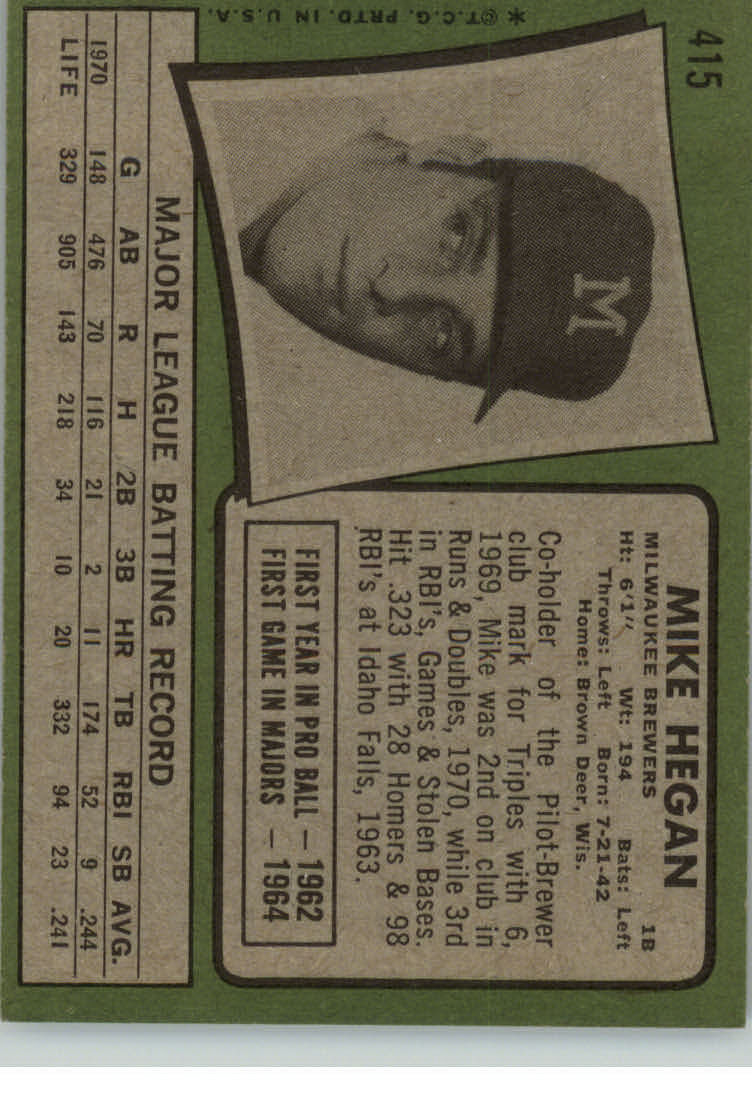 415
M
*©T.C.G. PRTD. IN U.S.A.
MIKE HEGAN
MILWAUKEE BREWERS 1B
Ht: 6'1" Wt: 194 Bats: Left
Throws: Left Born: 7-21-42
Home: Brown Deer, Wis.
Co-holder of the Pilot-Brewer
club mark for Triples with 6,
1969, Mike was 2nd on club in
Runs & Doubles, 1970, while 3rd
in RBI's, Games & Stolen Bases.
Hit .323 with 28 Homers & 98
RBI's at Idaho Falls, 1963.
FIRST YEAR IN PRO BALL — 1962
FIRST GAME IN MAJORS — 1964
MAJOR LEAGUE BATTING RECORD
G AB R H 2B 3B HR TB RBI SB AVG.
1970 148 476 70 116 21 2 11 174 52 9 .244
LIFE 329 905 143 218 34 10 20 332 94 23 .241